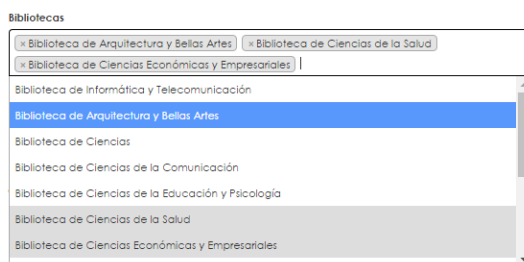 Bibliotecas
× Biblioteca de Arquitectura y Bellas Artes × Biblioteca de Ciencias de la Salud
× Biblioteca de Ciencias Económicas y Empresariales
Biblioteca de Informática y Telecomunicación
Biblioteca de Arquitectura y Bellas Artes
Biblioteca de Ciencias
Biblioteca de Ciencias de la Comunicación
Biblioteca de Ciencias de la Educación y Psicología
Biblioteca de Ciencias de la Salud
Biblioteca de Ciencias Económicas y Empresariales